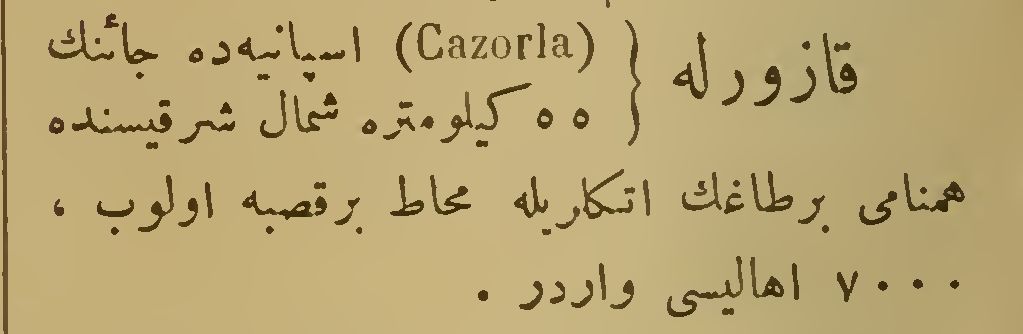 قازورله { (Cazorla) اسپانیه‌ده جائنك
٥٥ كیلومتره شمال شرقیسنده
همنامی برطاغك اتكاریله محاط برقصبه اولوب ،
٧٠٠٠ اهالیسی واردر .